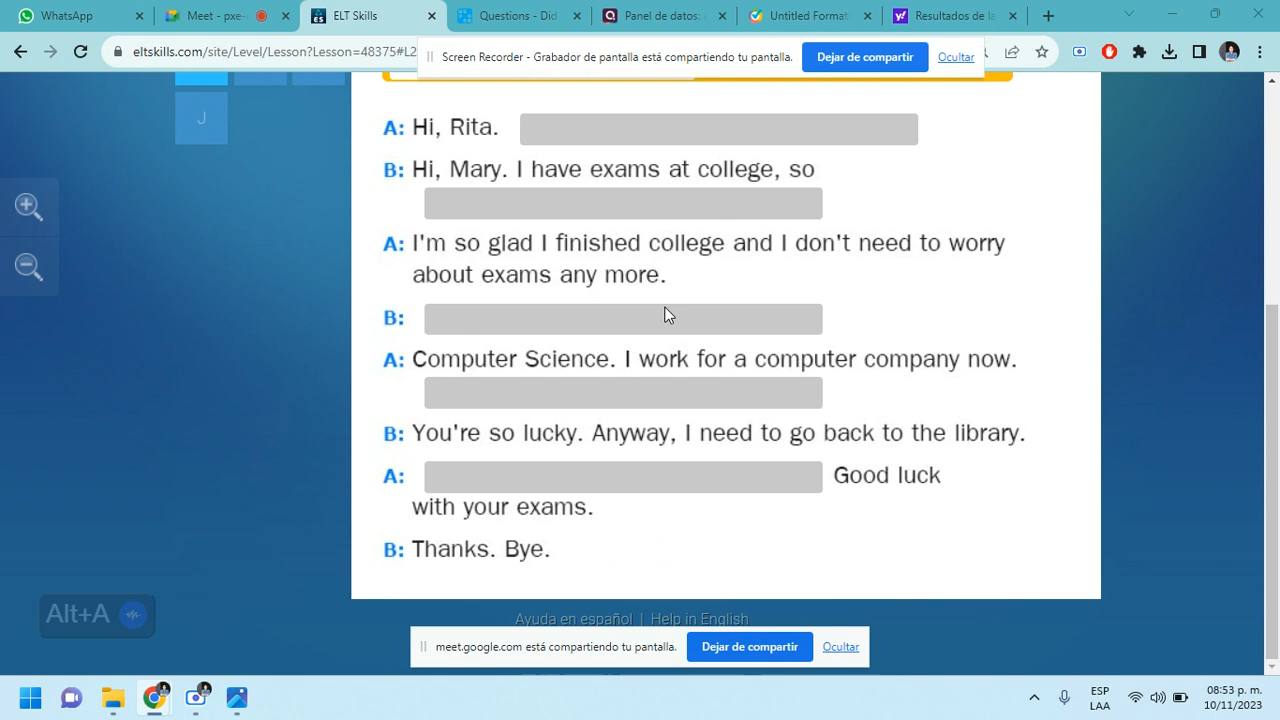 WhatsApp
Meet - pxe-
ELT Skills
Questions - Did
Panel de datos:
Untitled Format
Resultados de la
eltskills.com/site/Level/Lesson?Lesson=48375#L2
Screen Recorder - Grabador de pantalla está compartiendo tu pantalla.
Dejar de compartir
Ocultar
J
A: Hi, Rita.
B: Hi, Mary. I have exams at college, so
A: I'm so glad I finished college and I don't need to worry
about exams any more.
B:
A: Computer Science. I work for a computer company now.
B: You're so lucky. Anyway, I need to go back to the library.
A: Good luck
with your exams.
B: Thanks. Bye.
Alt+A
Ayuda en español | Help in English
meet.google.com está compartiendo tu pantalla.
Dejar de compartir
Ocultar
ESP
LAA
08:53 p. m.
10/11/2023